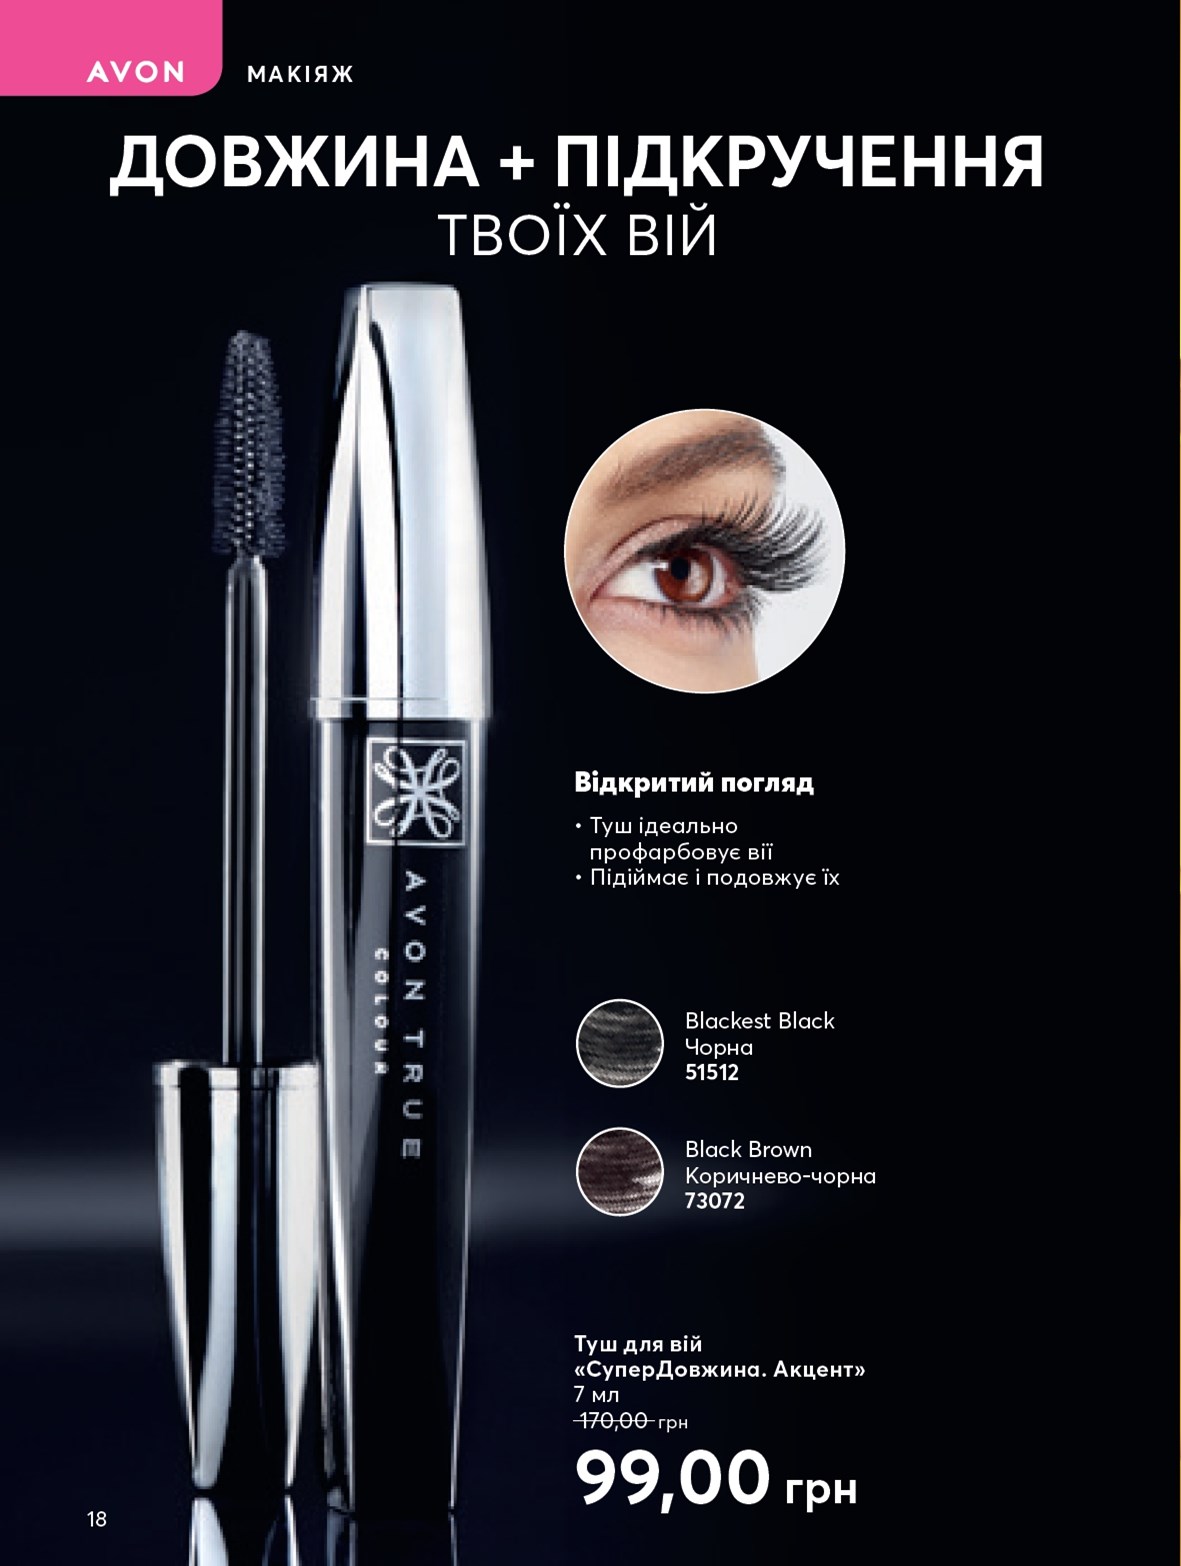 AVON
МАКІЯЖ
ДОВЖИНА + ПІДКРУЧЕННЯ
ТВОЇХ ВІЙ
AVON TRUE
COLOUR
Відкритий погляд
• Туш ідеально
профарбовує вії
• Підіймає і подовжує їх
Blackest Black
Чорна
51512
Black Brown
Коричнево-чорна
73072
Туш для вій
«СуперДовжина. Акцент»
7 мл
170,00 грн
99,00 грн
18